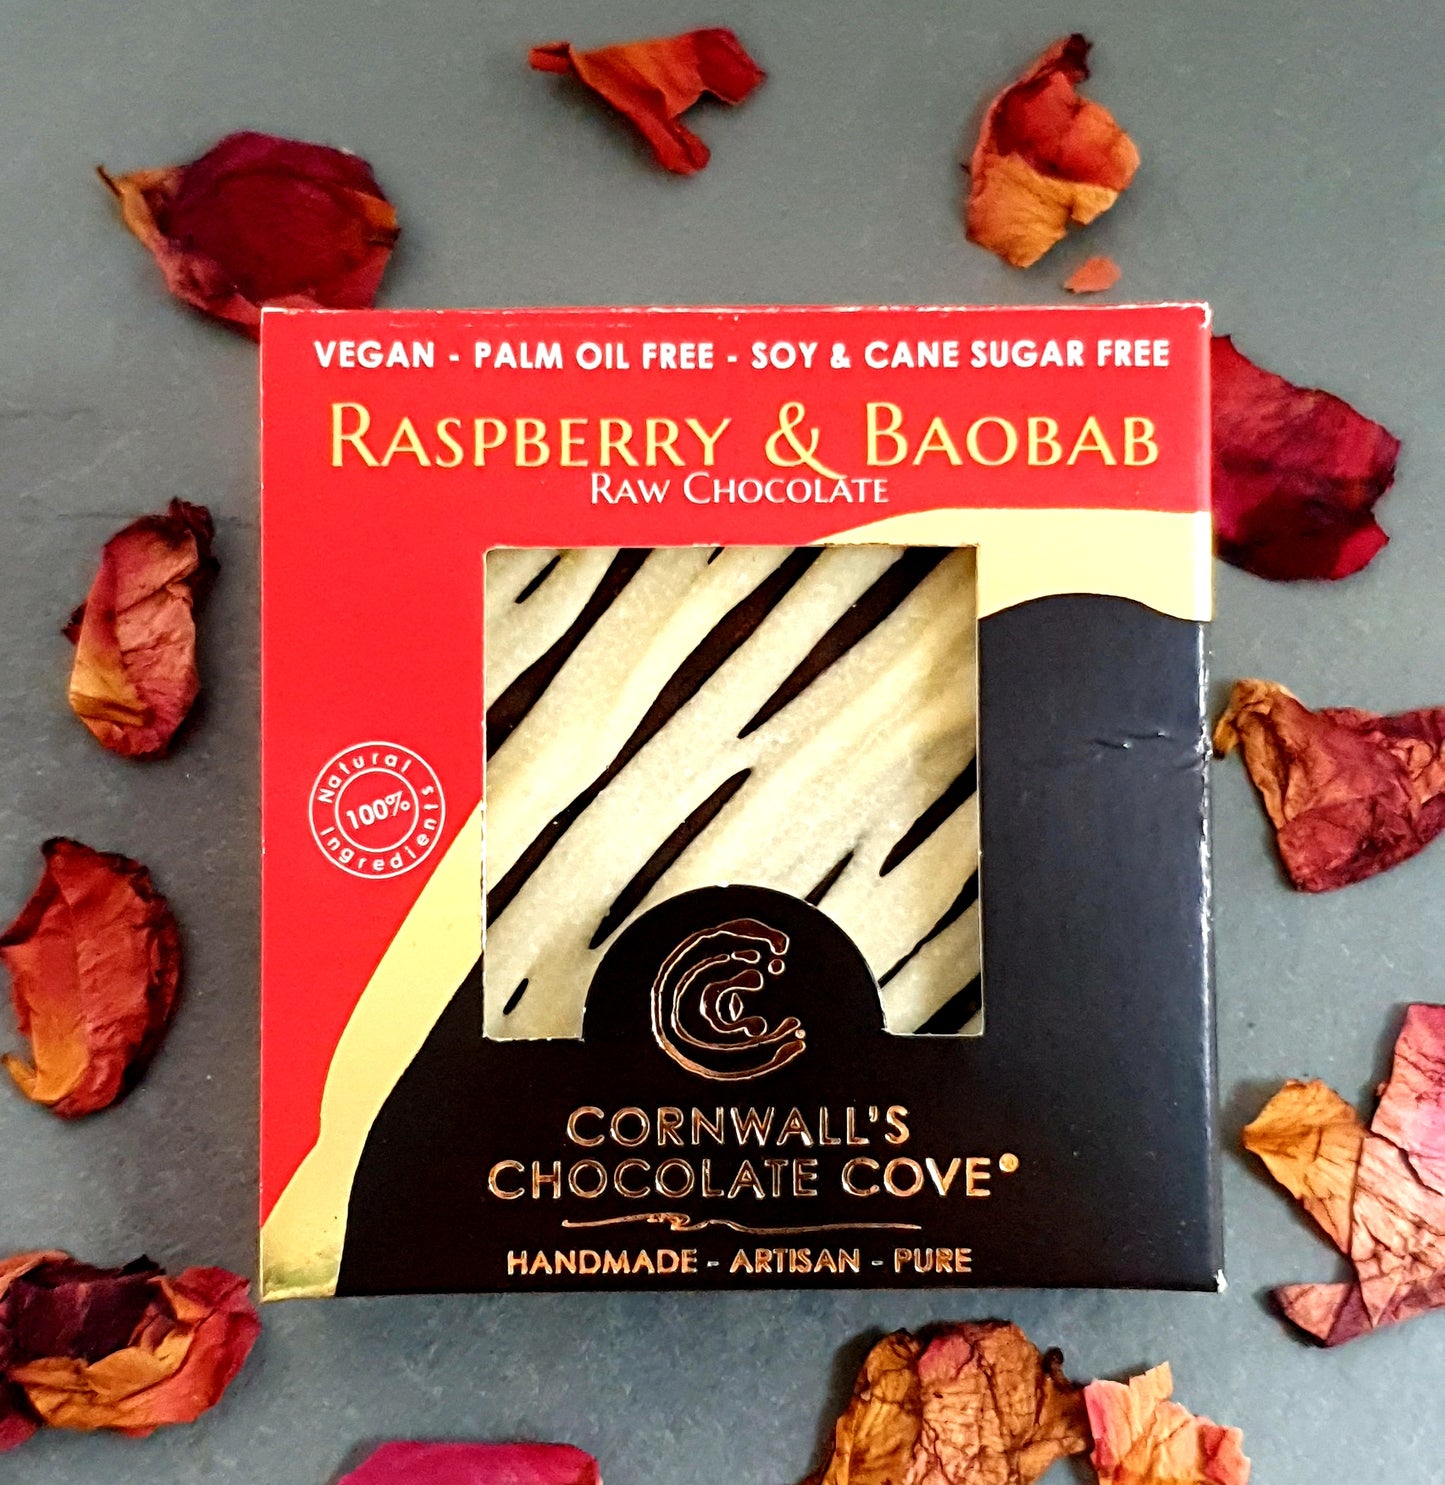 VEGAN - PALM OIL FREE - SOY & CANE SUGAR FREE
RASPBERRY & BAOBAB
RAW CHOCOLATE
Natural
100%
Ingredients
CORNWALL'S
CHOCOLATE COVE®
HANDMADE - ARTISAN - PURE